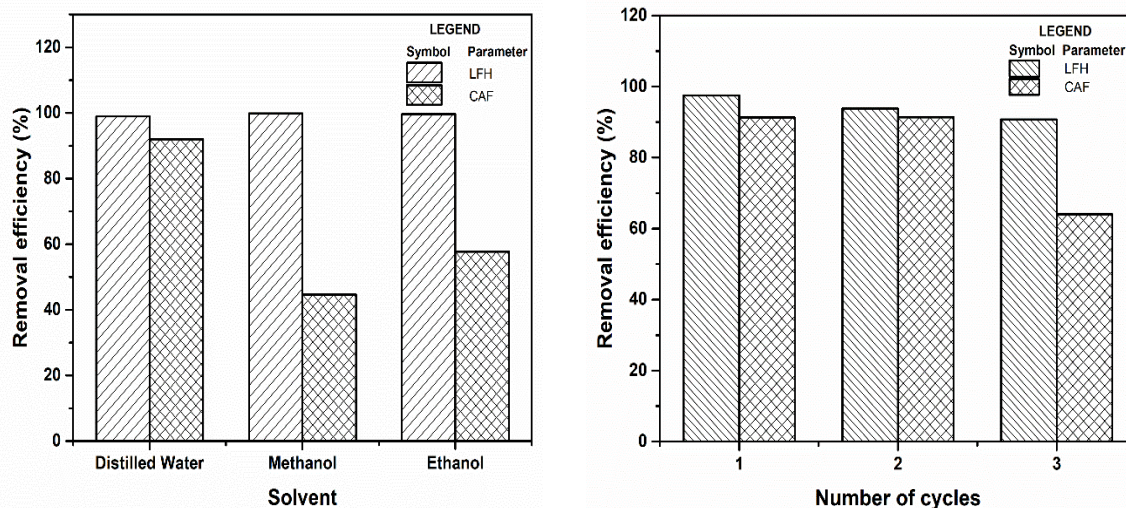 LEGEND
Symbol Parameter
LFH
CAF
120
100
80
60
40
20
0
Removal efficiency (%)
Distilled Water Methanol Ethanol
Solvent
LEGEND
Symbol Parameter
LFH
CAF
120
100
80
60
40
20
0
Removal efficiency (%)
1 2 3
Number of cycles